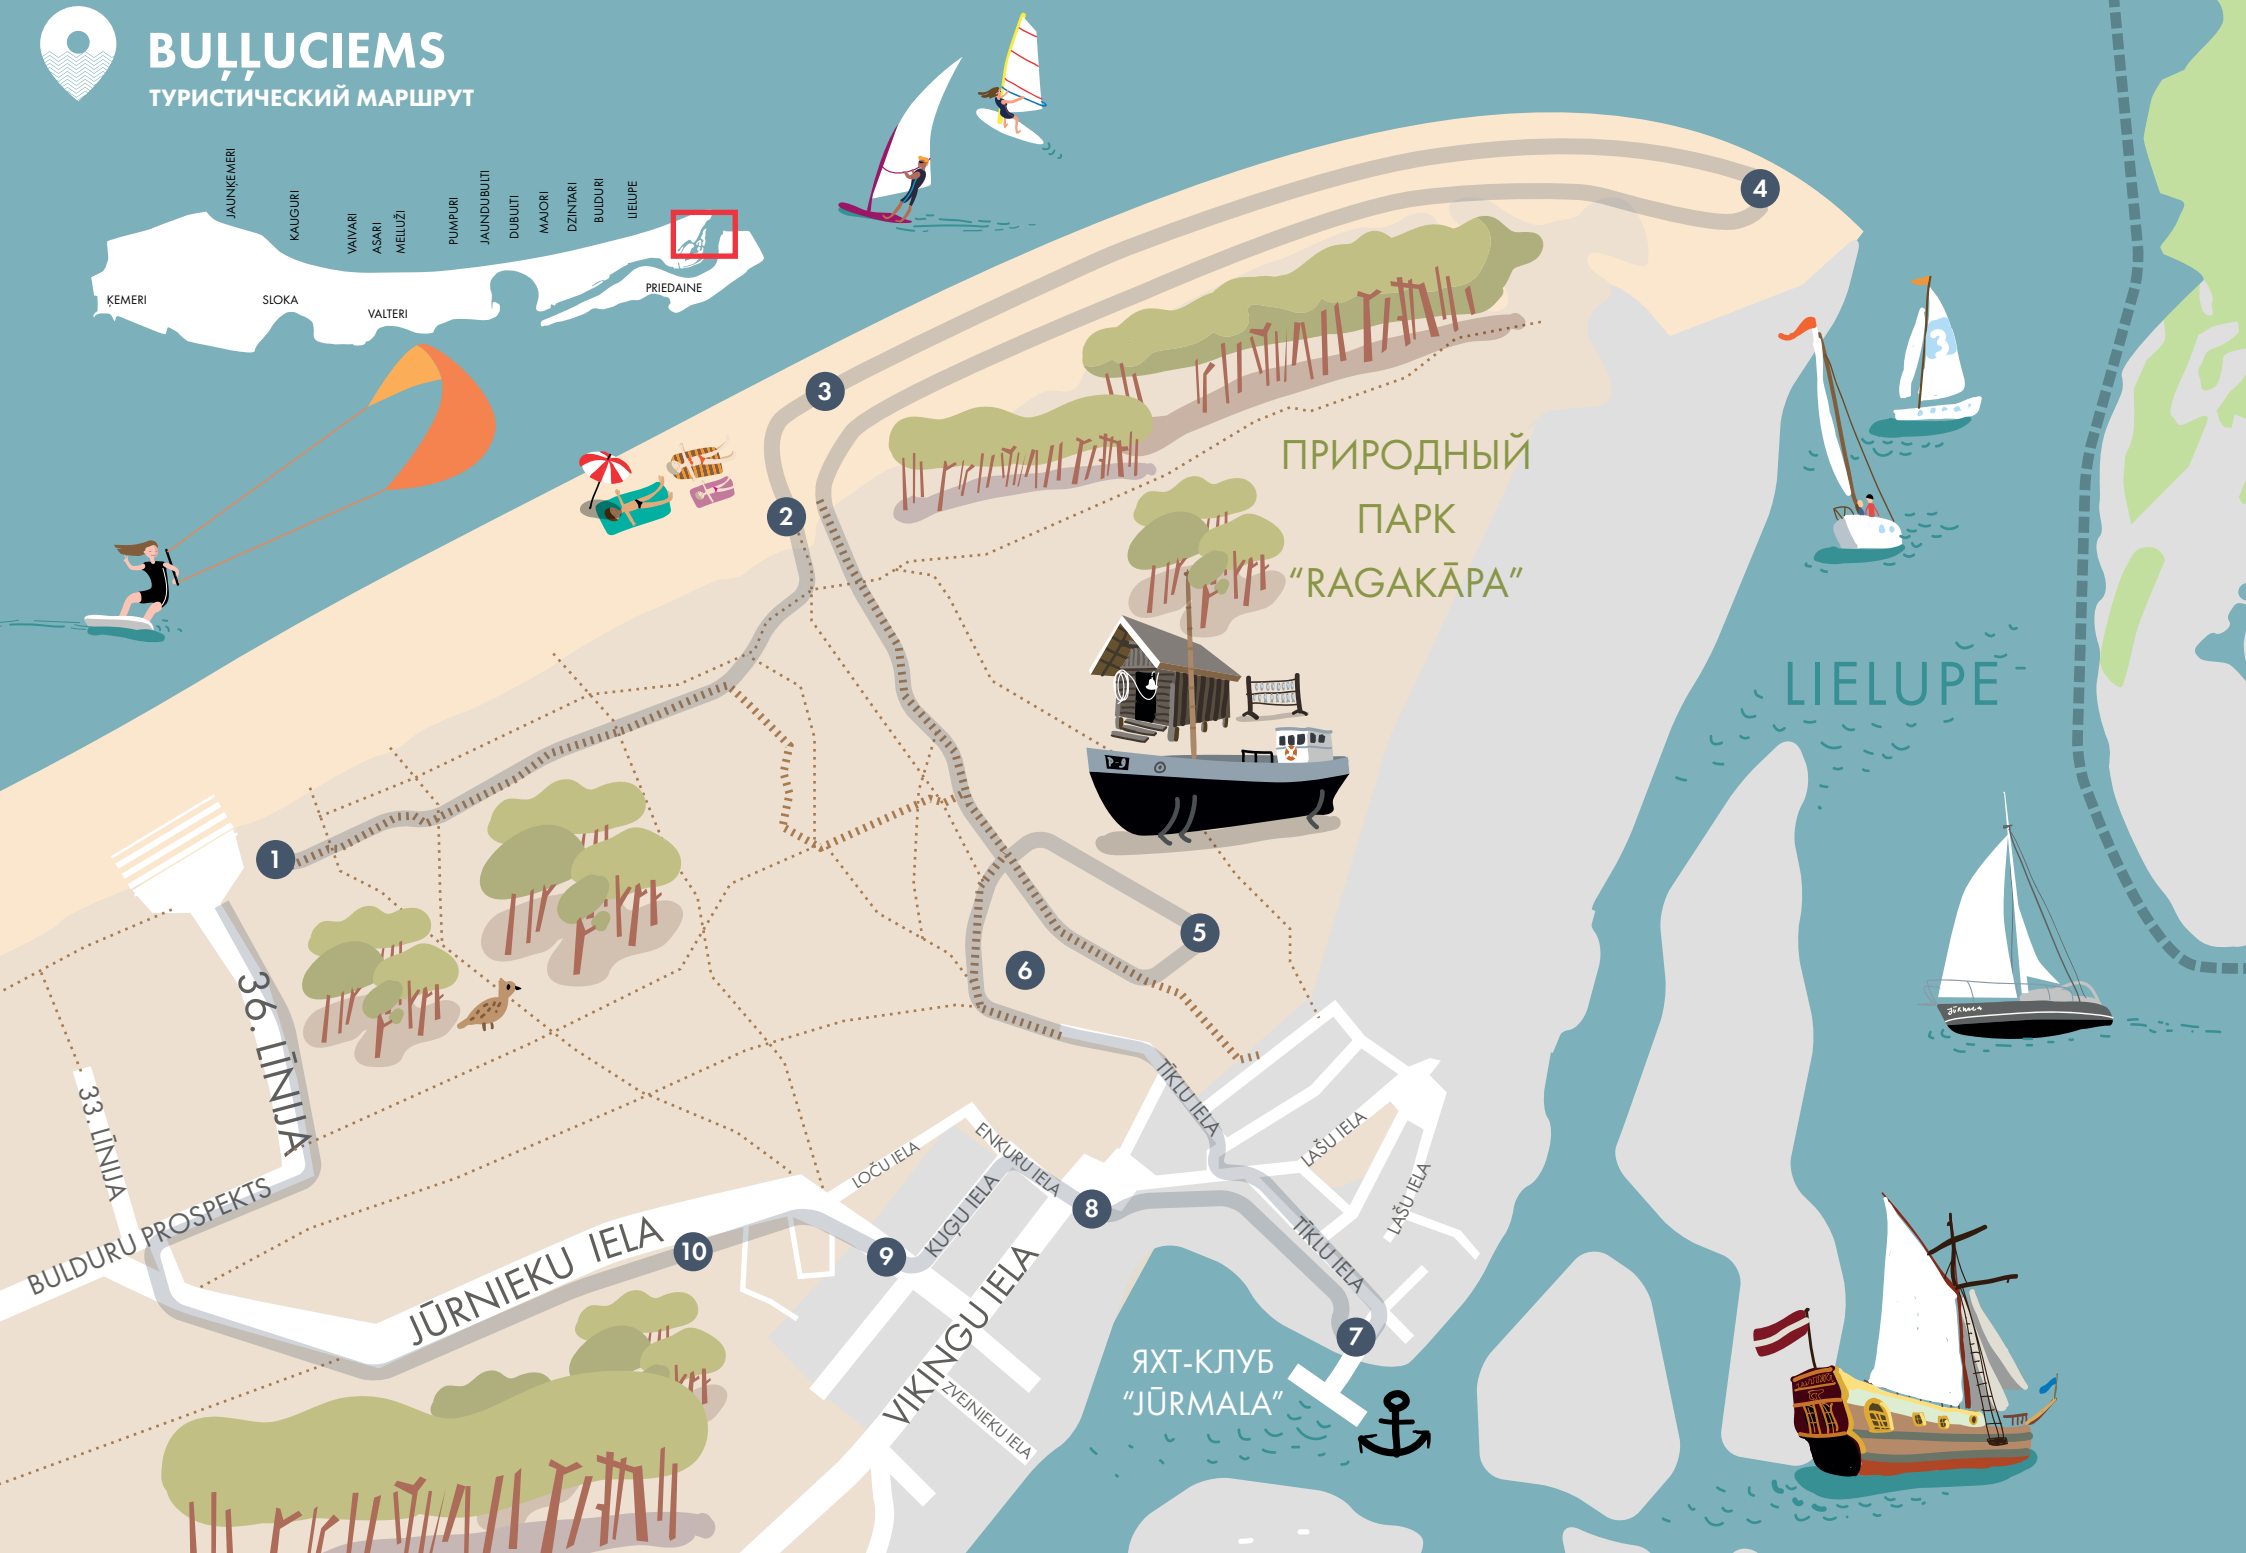 BUĻĻUCIEMS
ТУРИСТИЧЕСКИЙ МАРШРУТ
JAUNĶEMERI
KAUGURI
VAIVARI
ASARI
MELLUŽI
PUMPURI
JAUNDUBULTI
DUBULTI
MAJORI
DZINTARI
BULDURI
LIELUPE
ĶEMERI
SLOKA
VALTERI
PRIEDAINE
4
3
3
2
ПРИРОДНЫЙ
ПАРК
“RAGAKĀPA”
LIELUPE
P-9
1
5
6
36. LĪNIJA
33. LĪNIJA
BULDURU PROSPEKTS
JŪRNIEKU IELA
LOČU IELA
ENKURU IELA
KUĢU IELA
VIKINGU IELA
ZVEJNIEKU IELA
TĪKLU IELA
LAŠU IELA
LAŠU IELA
TĪKLU IELA
Jūrmala
8
9
10
7
ЯХТ-КЛУБ
“JŪRMALA”